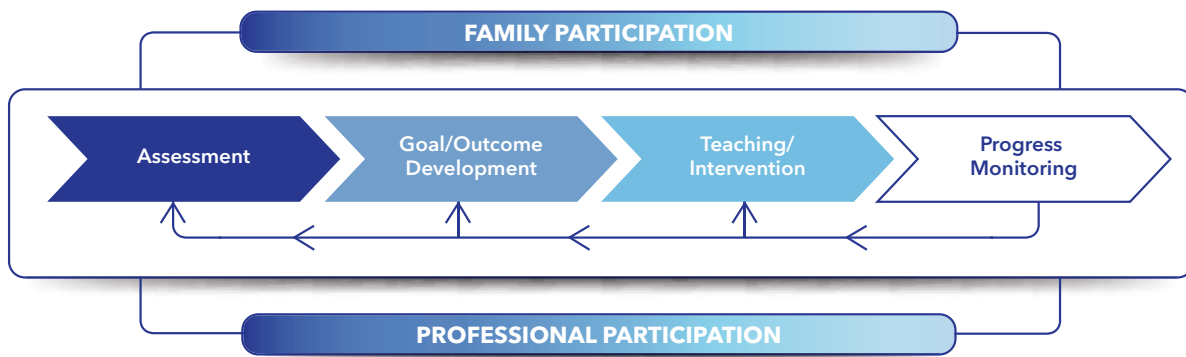 FAMILY PARTICIPATION
Assessment
Goal/Outcome
Development
Teaching/
Intervention
Progress
Monitoring
PROFESSIONAL PARTICIPATION